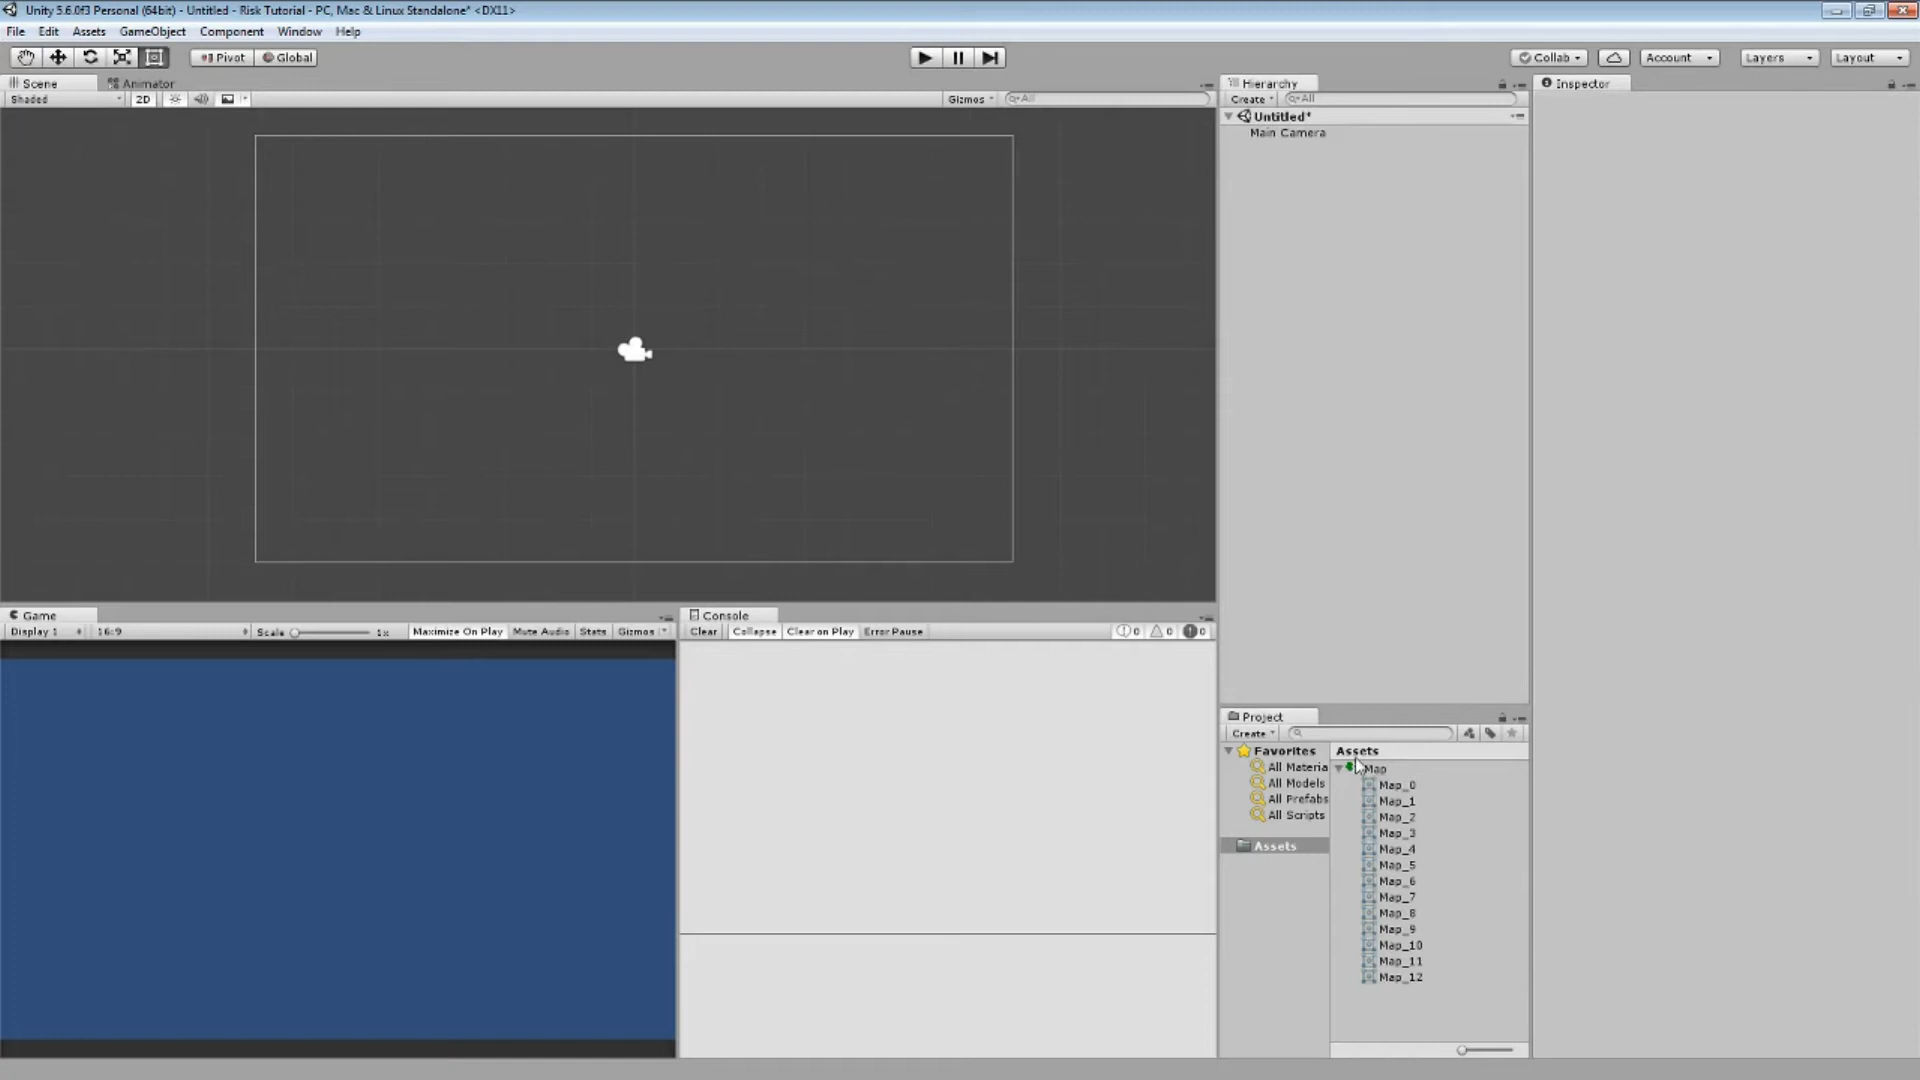 Unity 5.6.0f3 Personal (64bit) - Untitled - Risk Tutorial - PC, Mac & Linux Standalone* <DX11>
File Edit Assets GameObject Component Window Help
Pivot Global Collab Account Layers Layout
Scene Animator
Shaded 2D Gizmos All
Hierarchy
Create All
Untitled*
Main Camera
Inspector
Game
Display 1 16:9 Scale 1x Maximize On Play Mute Audio Stats Gizmos
Console
Clear Collapse Clear on Play Error Pause 0 0 0
Project
Create
Favorites
All Materia
All Models
All Prefabs
All Scripts
Assets
Assets
Map
Map_0
Map_1
Map_2
Map_3
Map_4
Map_5
Map_6
Map_7
Map_8
Map_9
Map_10
Map_11
Map_12